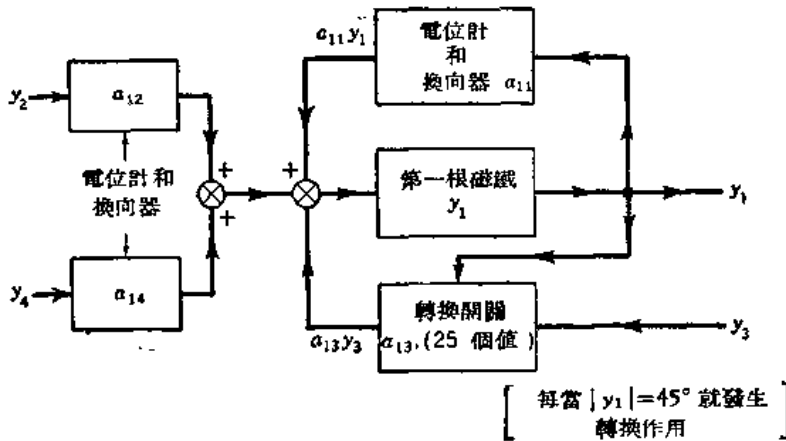 a₁₁y₁
電位計
和
換向器 a₁₁
y₂
a₁₂
+
+
+
電位計和
換向器
第一根磁鐵
y₁
y₁
y₄
a₁₄
a₁₃y₃
轉換開關
a₁₃,(25 個值)
y₃
[ 每當|y₁|=45° 就發生
轉換作用 ]